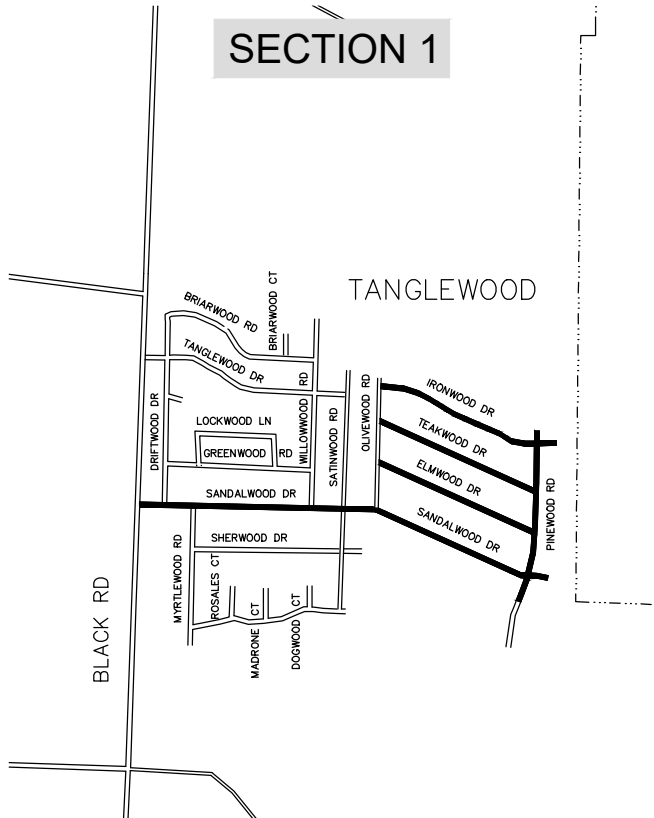 SECTION 1
TANGLEWOOD
BRIARWOOD RD
BRIARWOOD CT
TANGLEWOOD DR
DRIFTWOOD DR
LOCKWOOD LN
GREENWOOD RD
WILLOWWOOD RD
SATINWOOD RD
OLIVEWOOD RD
IRONWOOD DR
TEAKWOOD DR
ELMWOOD DR
SANDALWOOD DR
SANDALWOOD DR
PINEWOOD RD
SHERWOOD DR
MYRTLEWOOD RD
ROSALES CT
MADRONE CT
DOGWOOD CT
BLACK RD